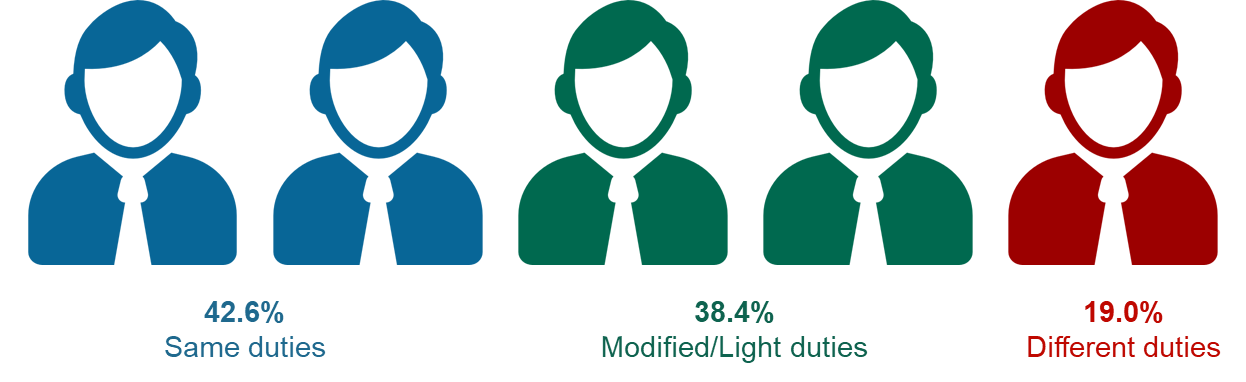 42.6%
Same duties
38.4%
Modified/Light duties
19.0%
Different duties